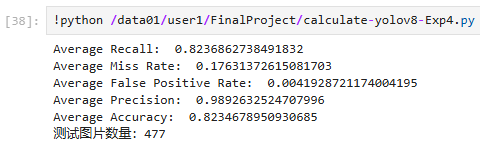 [38]: !python /data01/user1/FinalProject/calculate-yolov8-Exp4.py
Average Recall:  0.8236862738491832
Average Miss Rate:  0.17631372615081703
Average False Positive Rate:  0.0041928721174004195
Average Precision:  0.9892632524707996
Average Accuracy:  0.8234678950930685
测试图片数量: 477